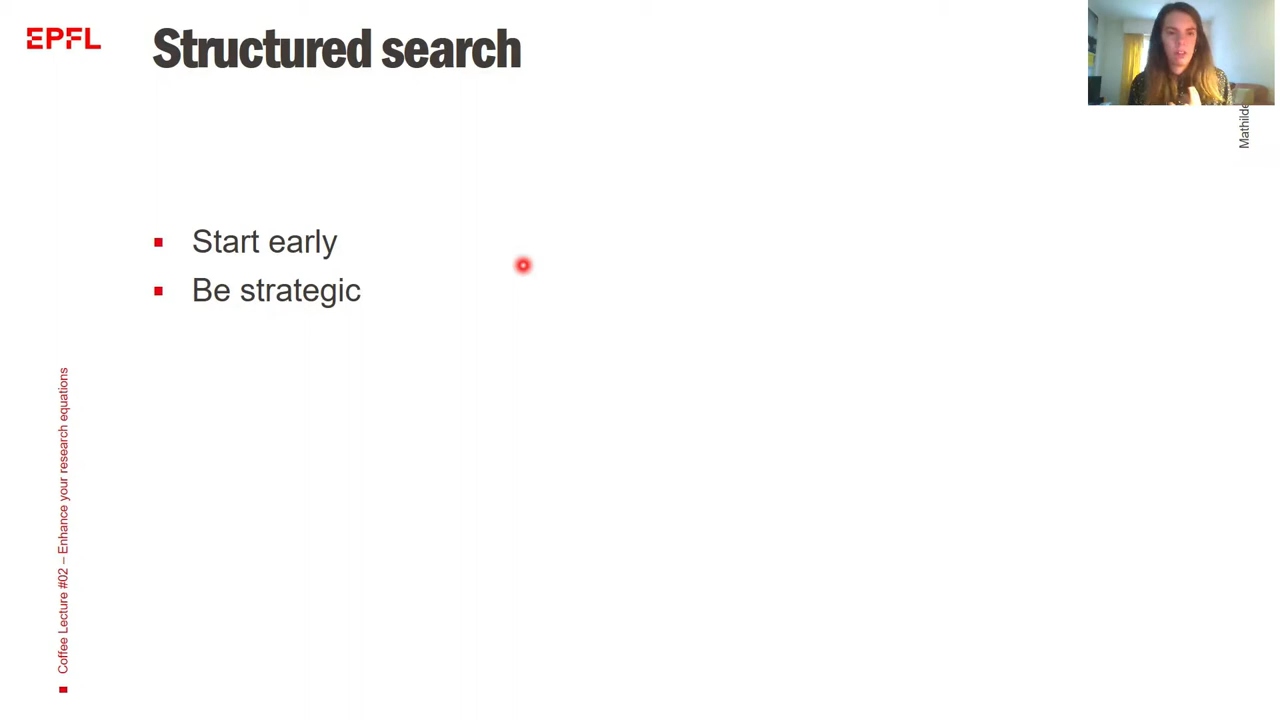 EPFL
Structured search
Mathilde
Start early
Be strategic
Coffee Lecture #02 – Enhance your research equations